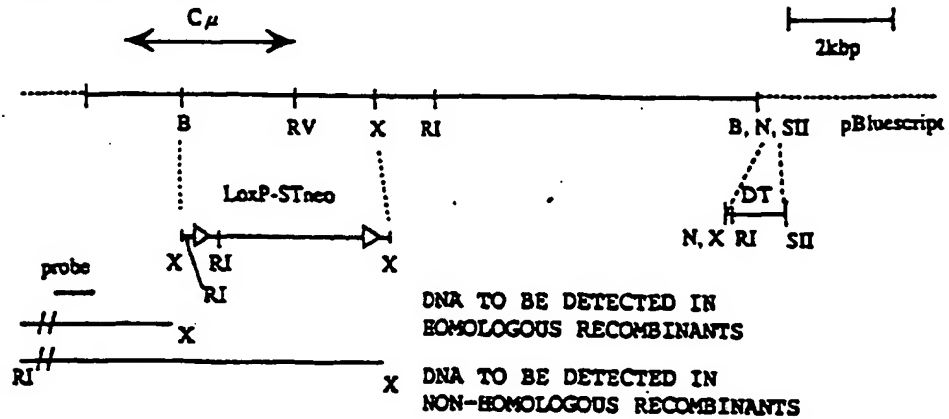 Cμ
2kbp
B RV X RI B, N, SII pBluescript
LoxP-STneo
DT
N, X RI SII
X RI X
RI
probe
X
DNA TO BE DETECTED IN
HOMOLOGOUS RECOMBINANTS
RI X
DNA TO BE DETECTED IN
NON-HOMOLOGOUS RECOMBINANTS